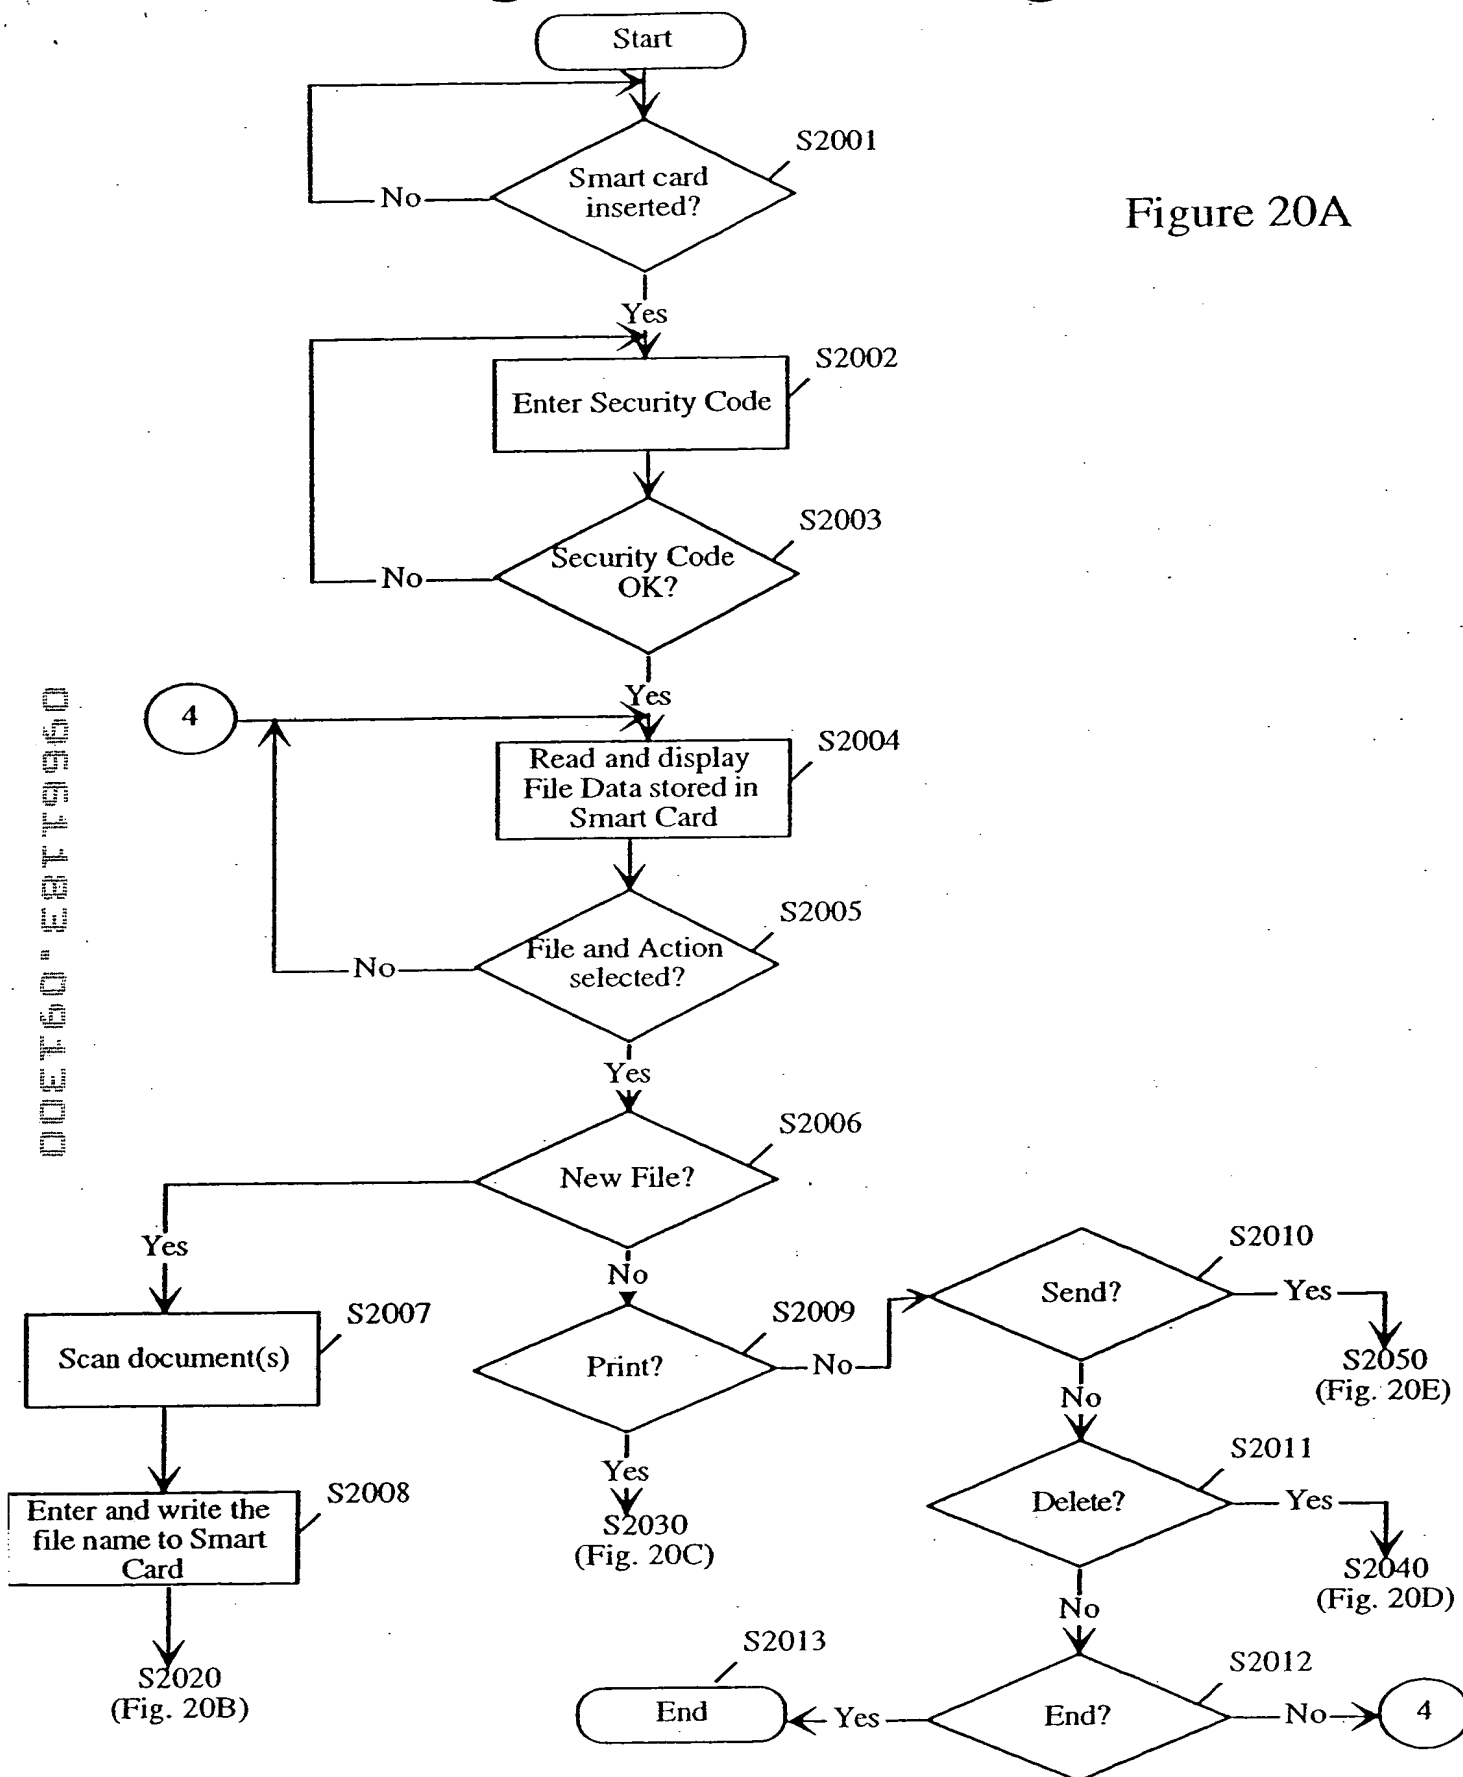 Start
S2001
Smart card
inserted?
No
Figure 20A
Yes
S2002
Enter Security Code
S2003
Security Code
OK?
No
Yes
4
S2004
Read and display
File Data stored in
Smart Card
S2005
File and Action
selected?
No
Yes
S2006
New File?
Yes
No
S2007
Scan document(s)
S2008
Enter and write the
file name to Smart
Card
S2020
(Fig. 20B)
S2009
Print?
No
Yes
S2030
(Fig. 20C)
S2010
Send?
Yes
S2050
(Fig. 20E)
No
S2011
Delete?
Yes
S2040
(Fig. 20D)
No
S2012
End?
No
4
Yes
S2013
End
09661183.091300